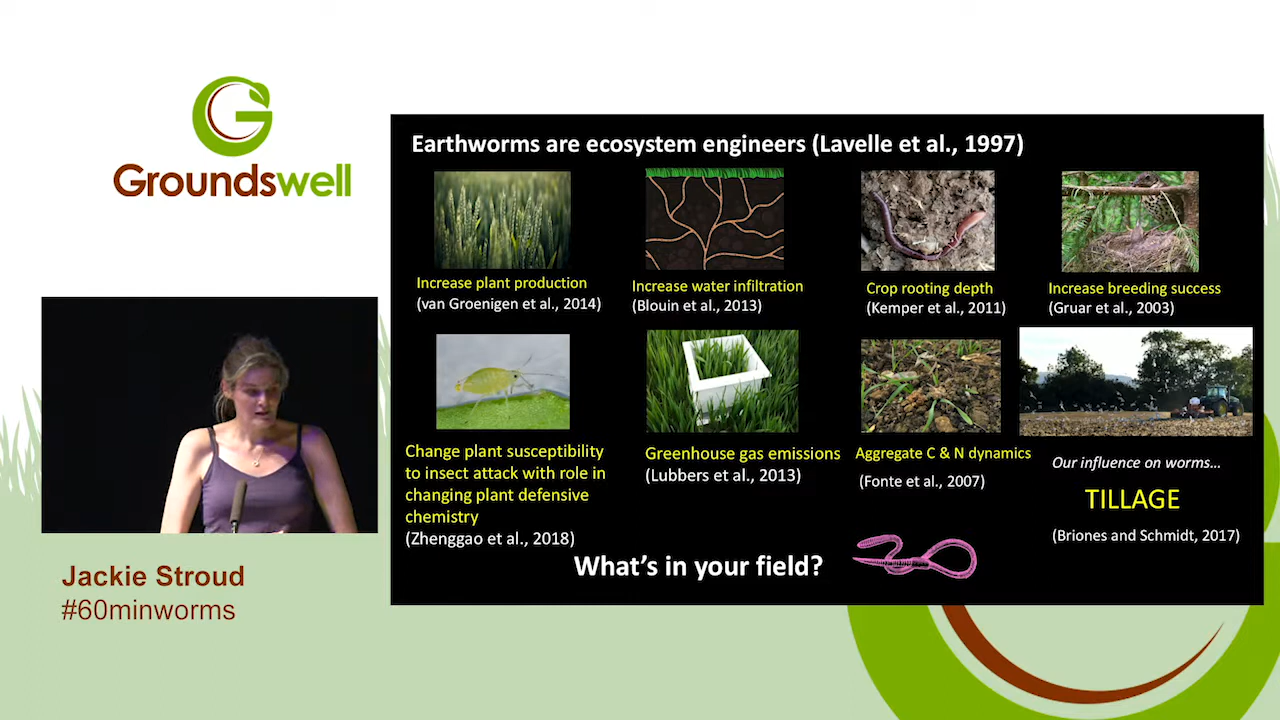 Groundswell
Earthworms are ecosystem engineers (Lavelle et al., 1997)
Increase plant production
(van Groenigen et al., 2014)
Increase water infiltration
(Blouin et al., 2013)
Crop rooting depth
(Kemper et al., 2011)
Increase breeding success
(Gruar et al., 2003)
Change plant susceptibility
to insect attack with role in
changing plant defensive
chemistry
(Zhenggao et al., 2018)
Greenhouse gas emissions
(Lubbers et al., 2013)
Aggregate C & N dynamics
(Fonte et al., 2007)
Our influence on worms…
TILLAGE
(Briones and Schmidt, 2017)
What’s in your field?
Jackie Stroud
#60minworms